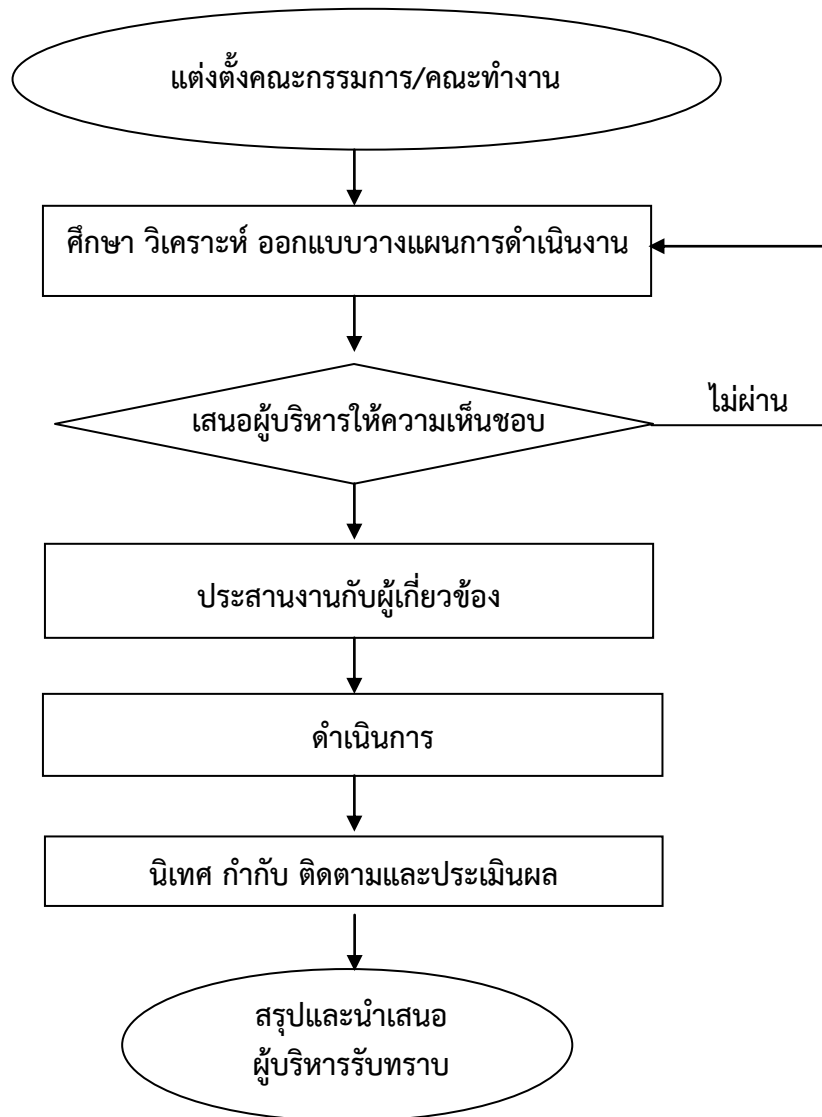 แต่งตั้งคณะกรรมการ/คณะทำงาน
ศึกษา วิเคราะห์ ออกแบบวางแผนการดำเนินงาน
เสนอผู้บริหารให้ความเห็นชอบ
ไม่ผ่าน
ประสานงานกับผู้เกี่ยวข้อง
ดำเนินการ
นิเทศ กำกับ ติดตามและประเมินผล
สรุปและนำเสนอ
ผู้บริหารรับทราบ